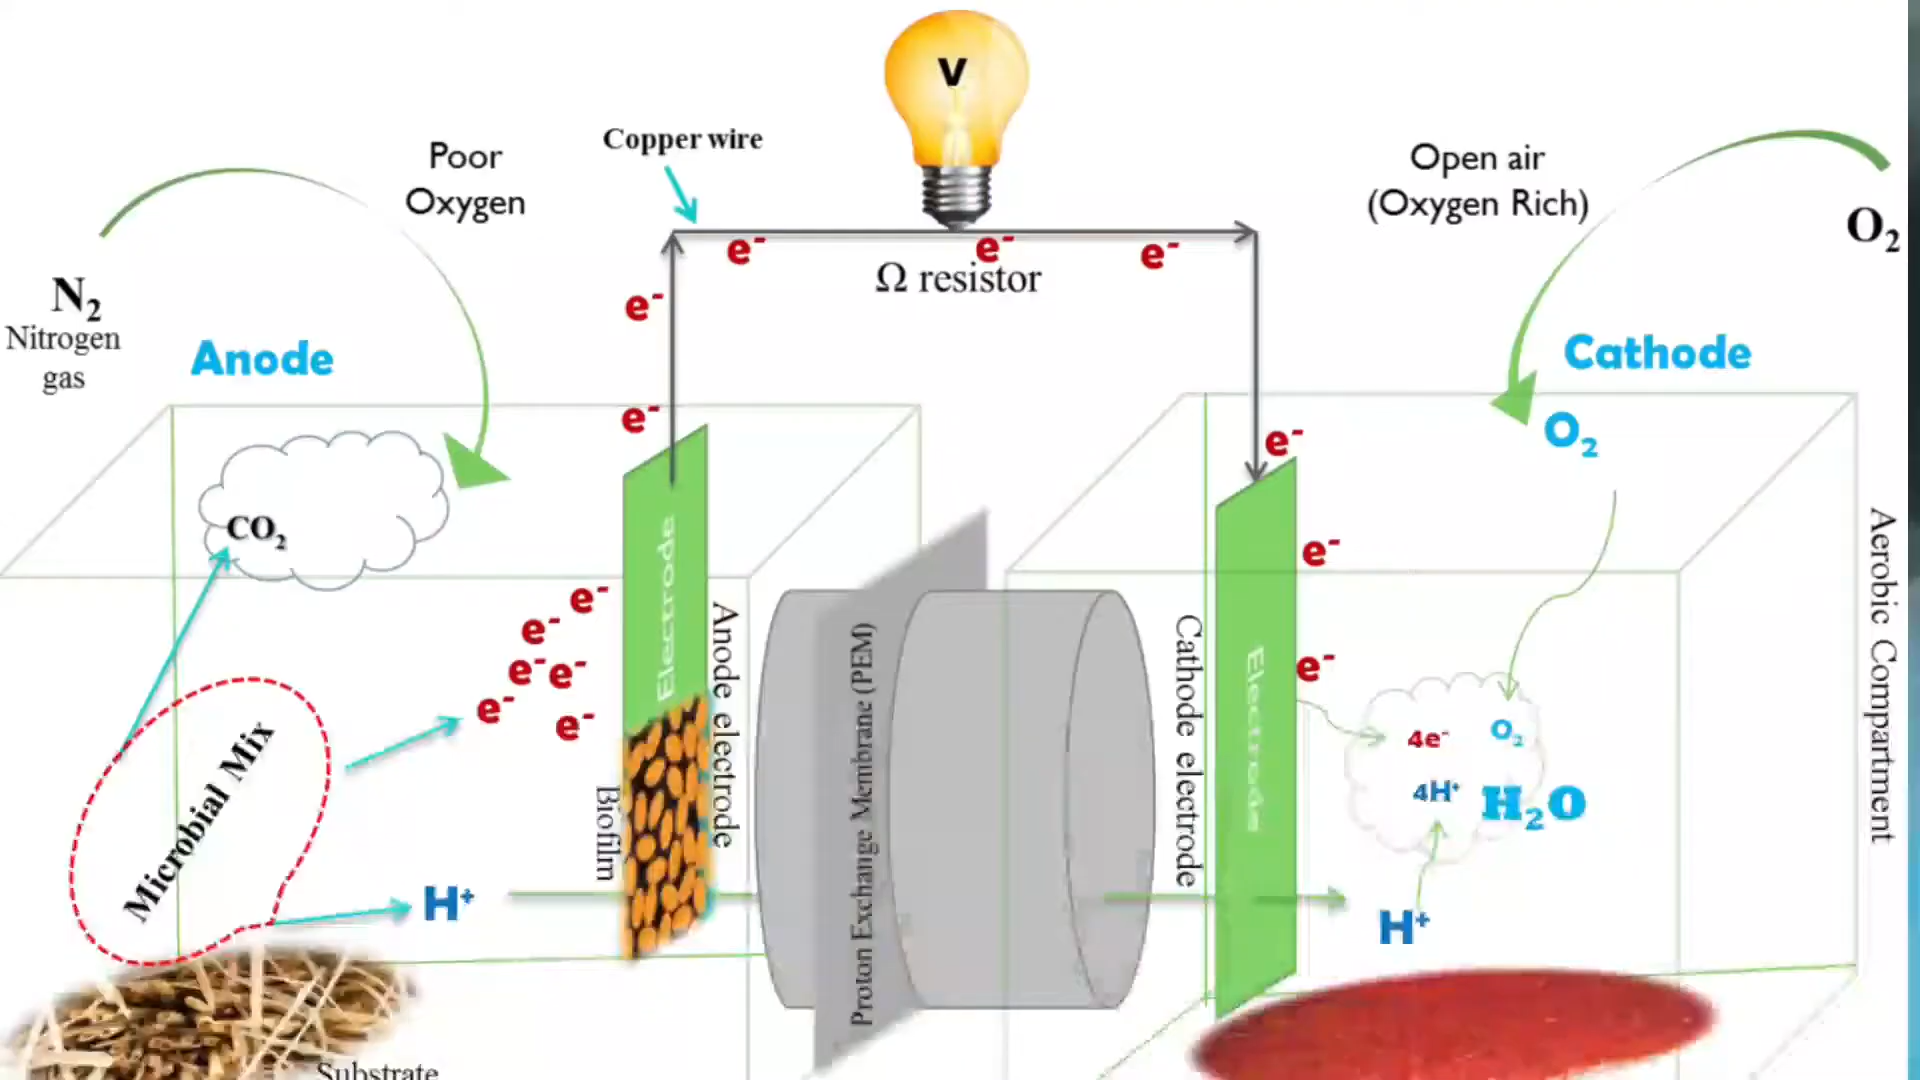 V
Copper wire
Poor
Oxygen
Open air
(Oxygen Rich)
O₂
e⁻
e⁻
e⁻
Ω resistor
e⁻
N₂
Nitrogen
gas
Anode
Cathode
e⁻
O₂
e⁻
CO₂
Electrode
e⁻
e⁻
e⁻
e⁻
e⁻
e⁻
Anode electrode
Biofilm
Microbial Mix
H⁺
Proton Exchange Membrane (PEM)
Cathode electrode
Electrode
e⁻
e⁻
4e⁻
O₂
4H⁺
H₂O
H⁺
Aerobic Compartment
Substrate